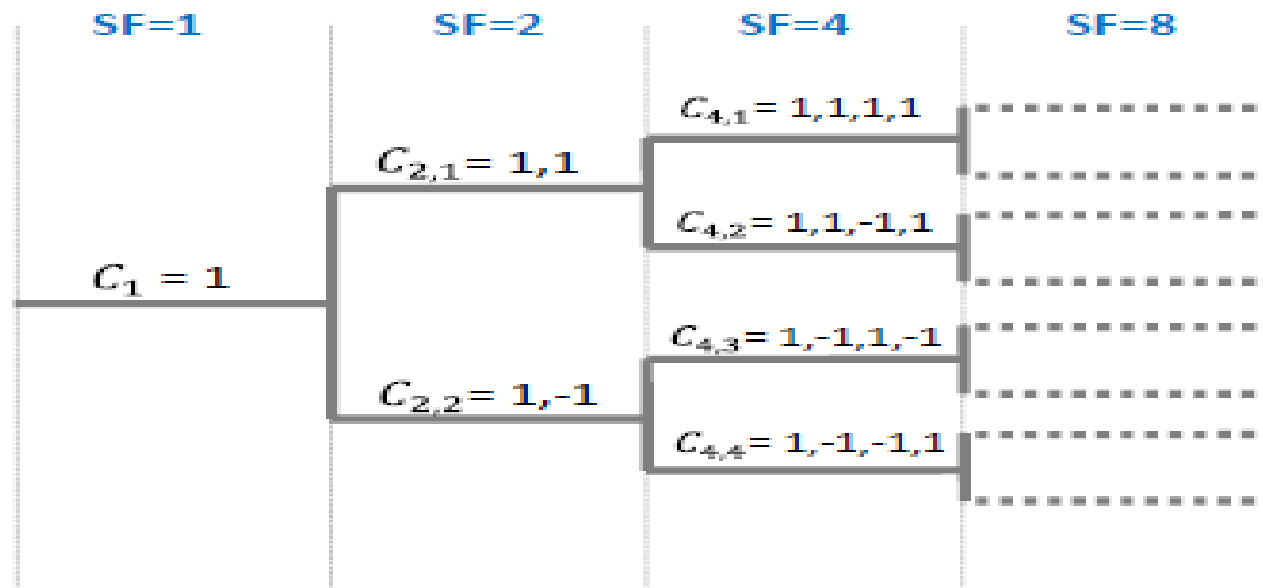 SF=1 SF=2 SF=4 SF=8
C4,1= 1,1,1,1
C2,1= 1,1
C4,2= 1,1,-1,1
C1 = 1
C4,3= 1,-1,1,-1
C2,2= 1,-1
C4,4= 1,-1,-1,1